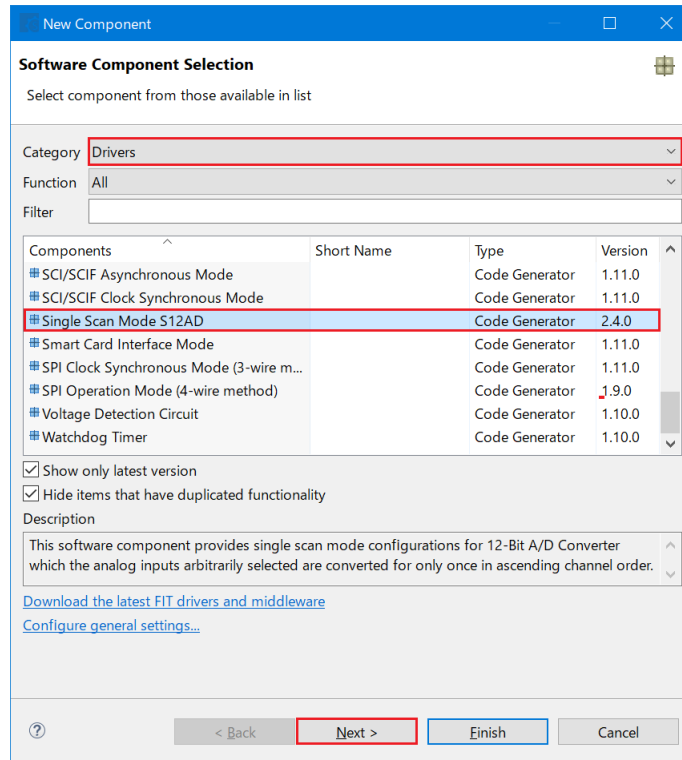 New Component
Software Component Selection
Select component from those available in list
Category Drivers
Function All
Filter
Components Short Name Type Version
SCI/SCIF Asynchronous Mode Code Generator 1.11.0
SCI/SCIF Clock Synchronous Mode Code Generator 1.11.0
Single Scan Mode S12AD Code Generator 2.4.0
Smart Card Interface Mode Code Generator 1.11.0
SPI Clock Synchronous Mode (3-wire m... Code Generator 1.11.0
SPI Operation Mode (4-wire method) Code Generator 1.9.0
Voltage Detection Circuit Code Generator 1.10.0
Watchdog Timer Code Generator 1.10.0
Show only latest version
Hide items that have duplicated functionality
Description
This software component provides single scan mode configurations for 12-Bit A/D Converter
which the analog inputs arbitrarily selected are converted for only once in ascending channel order.
Download the latest FIT drivers and middleware
Configure general settings...
? < Back Next > Finish Cancel